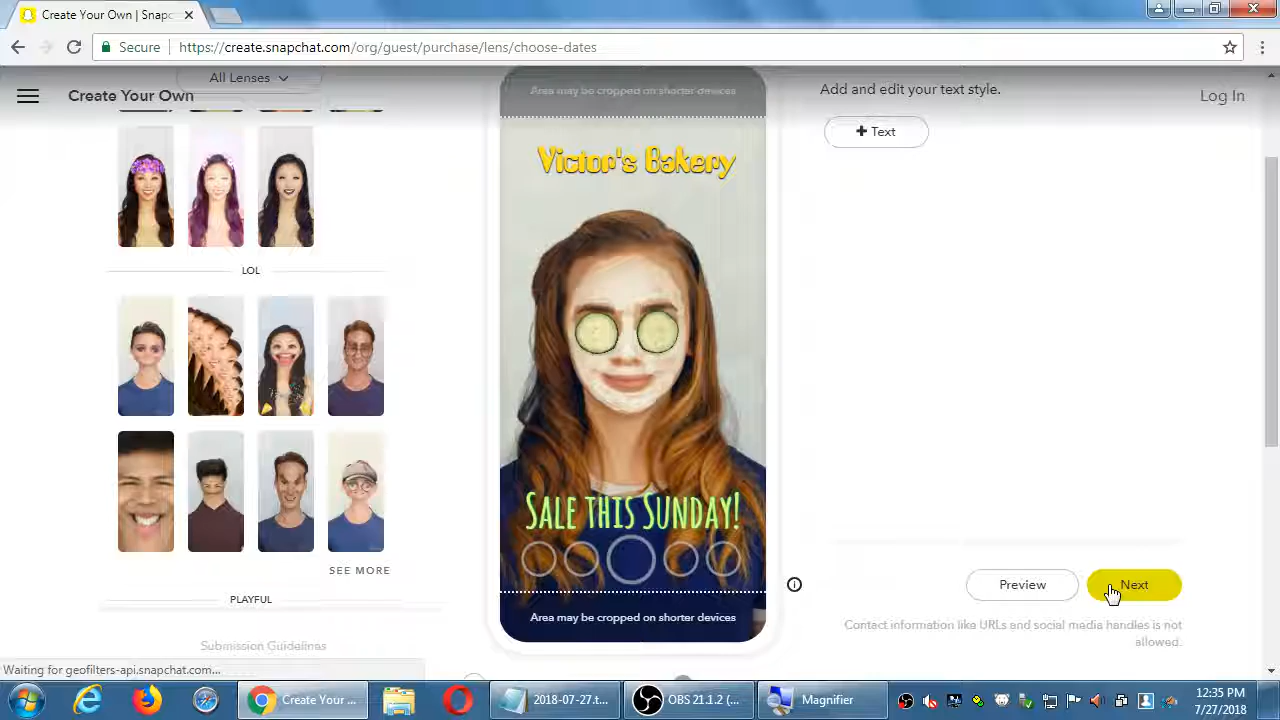 Create Your Own | Snapc
Secure
https://create.snapchat.com/org/guest/purchase/lens/choose-dates
All Lenses
Create Your Own
Log In
Area may be cropped on shorter devices
Add and edit your text style.
+ Text
Victor's Bakery
LOL
Sale this Sunday!
SEE MORE
PLAYFUL
Preview
Next
Area may be cropped on shorter devices
Contact information like URLs and social media handles is not
allowed.
Submission Guidelines
Waiting for geofilters-api.snapchat.com...
Create Your ...
2018-07-27.t...
OBS 21.1.2 (...
Magnifier
12:35 PM
7/27/2018